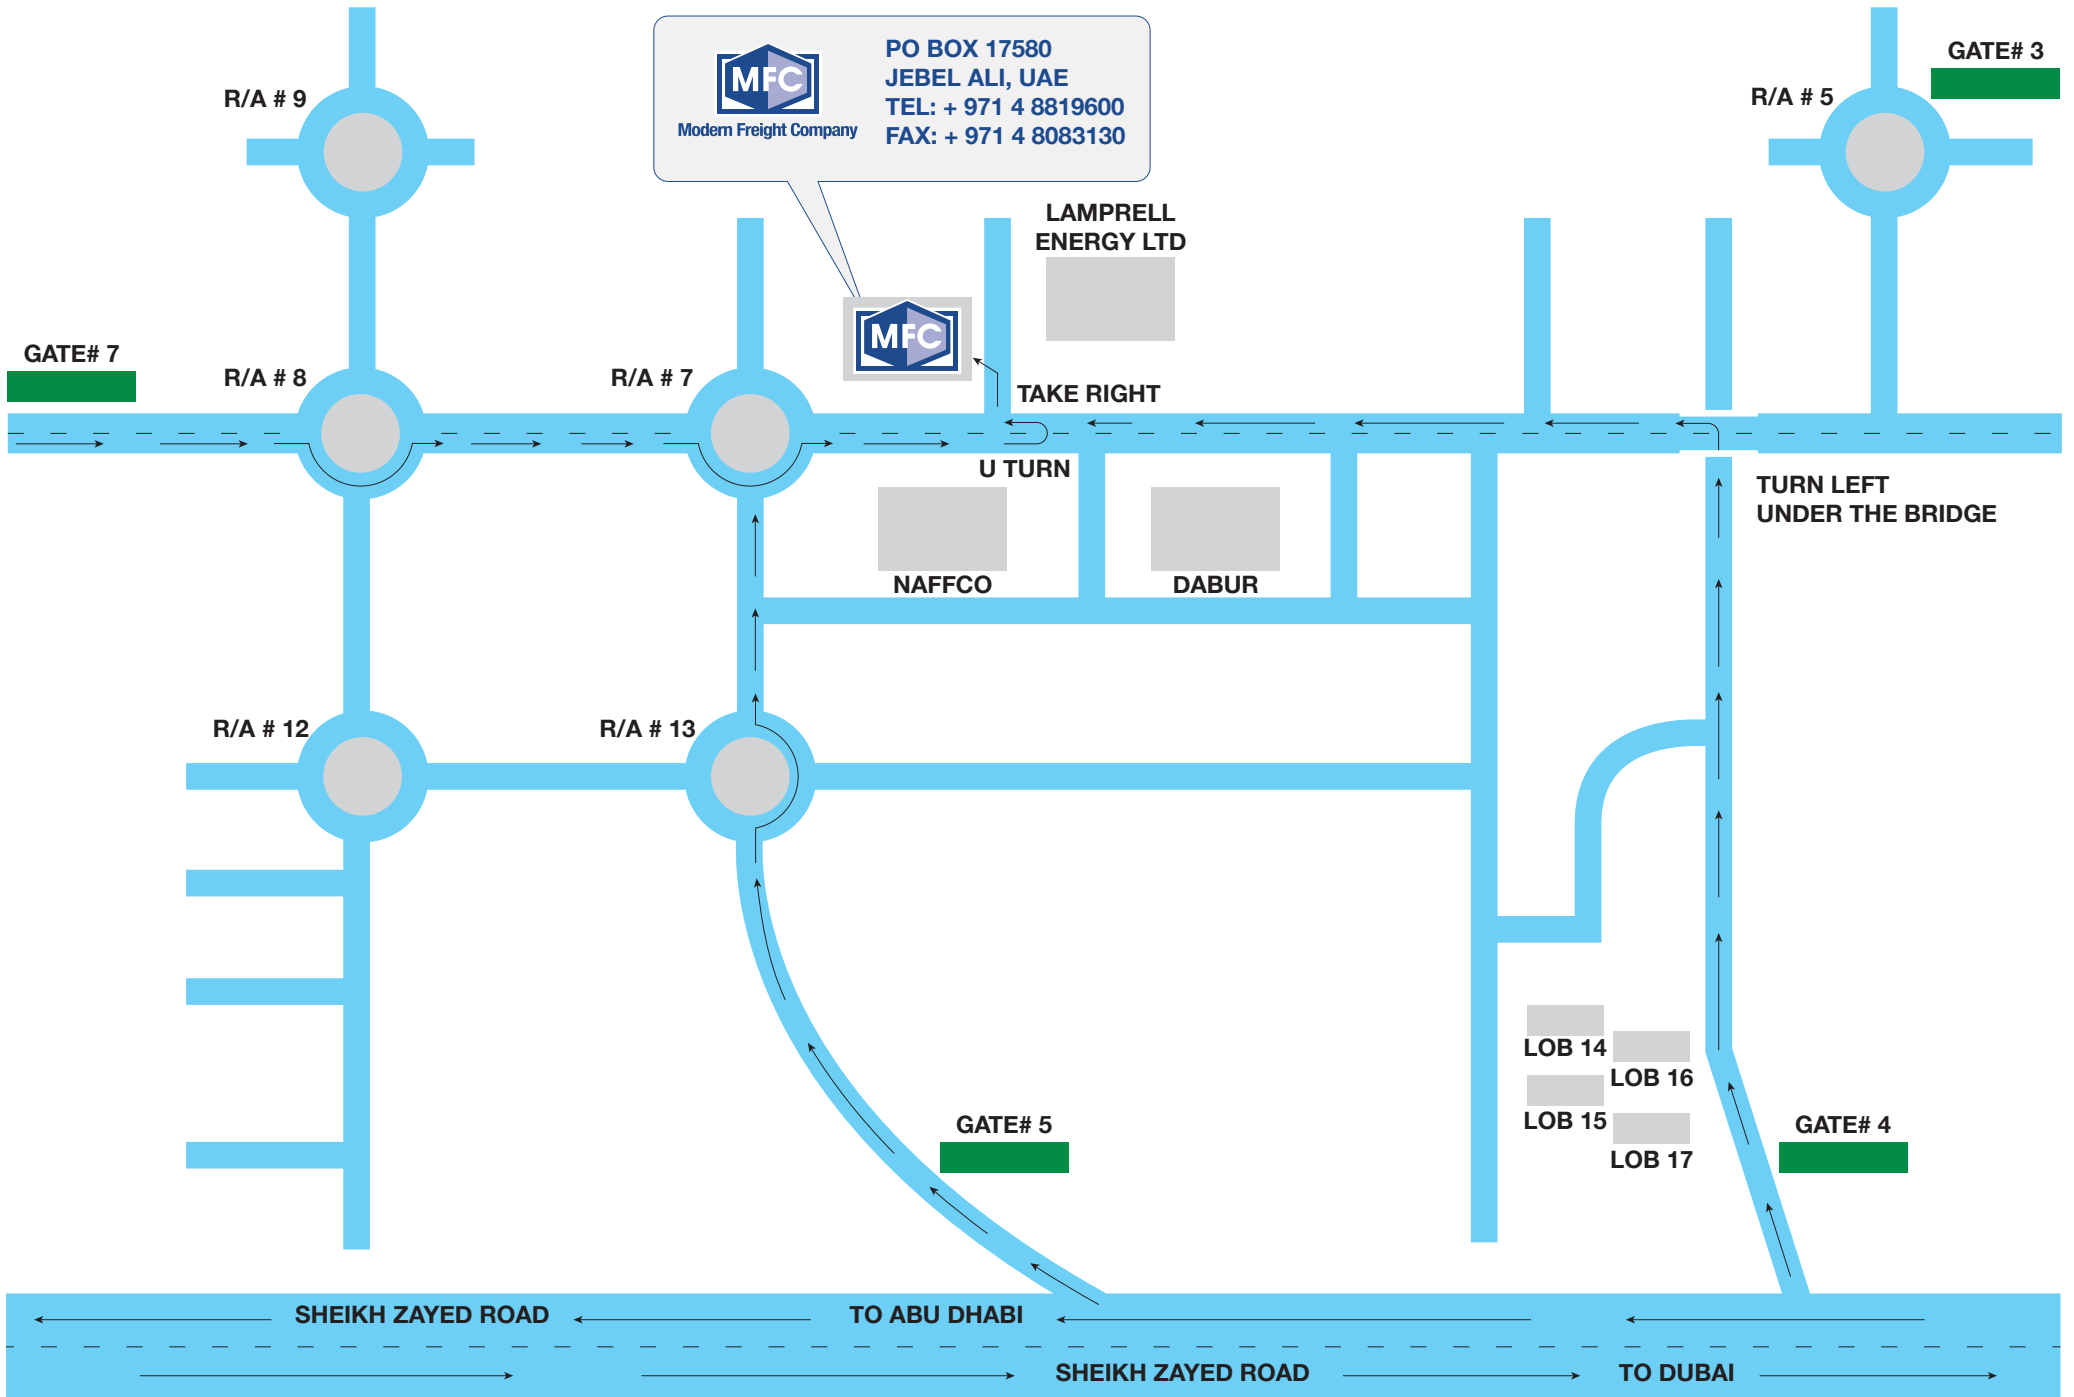 PO BOX 17580
JEBEL ALI, UAE
TEL: + 971 4 8819600
FAX: + 971 4 8083130
MFC
Modern Freight Company
GATE# 3
R/A # 5
R/A # 9
LAMPRELL
ENERGY LTD
MFC
GATE# 7
R/A # 8
R/A # 7
TAKE RIGHT
U TURN
TURN LEFT
UNDER THE BRIDGE
NAFFCO
DABUR
R/A # 12
R/A # 13
LOB 14
LOB 16
LOB 15
LOB 17
GATE# 5
GATE# 4
SHEIKH ZAYED ROAD
TO ABU DHABI
SHEIKH ZAYED ROAD
TO DUBAI